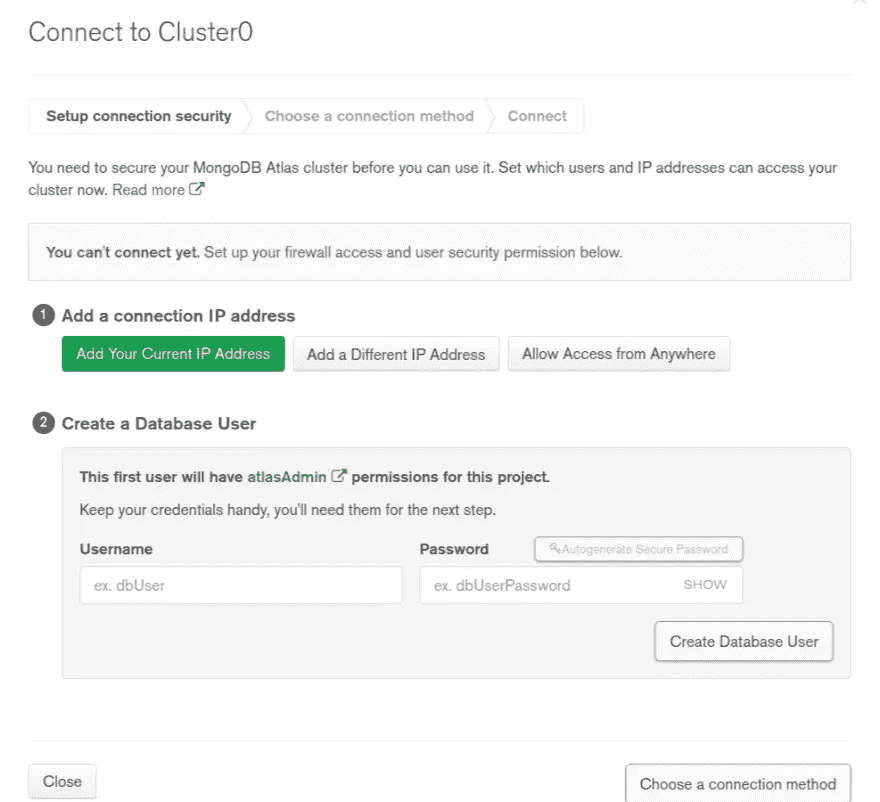 Connect to Cluster0
Setup connection security
Choose a connection method
Connect
You need to secure your MongoDB Atlas cluster before you can use it. Set which users and IP addresses can access your
cluster now. Read more
You can't connect yet. Set up your firewall access and user security permission below.
1 Add a connection IP address
Add Your Current IP Address
Add a Different IP Address
Allow Access from Anywhere
2 Create a Database User
This first user will have atlasAdmin permissions for this project.
Keep your credentials handy, you'll need them for the next step.
Username
Password
Autogenerate Secure Password
ex. dbUser
ex. dbUserPassword
SHOW
Create Database User
Close
Choose a connection method